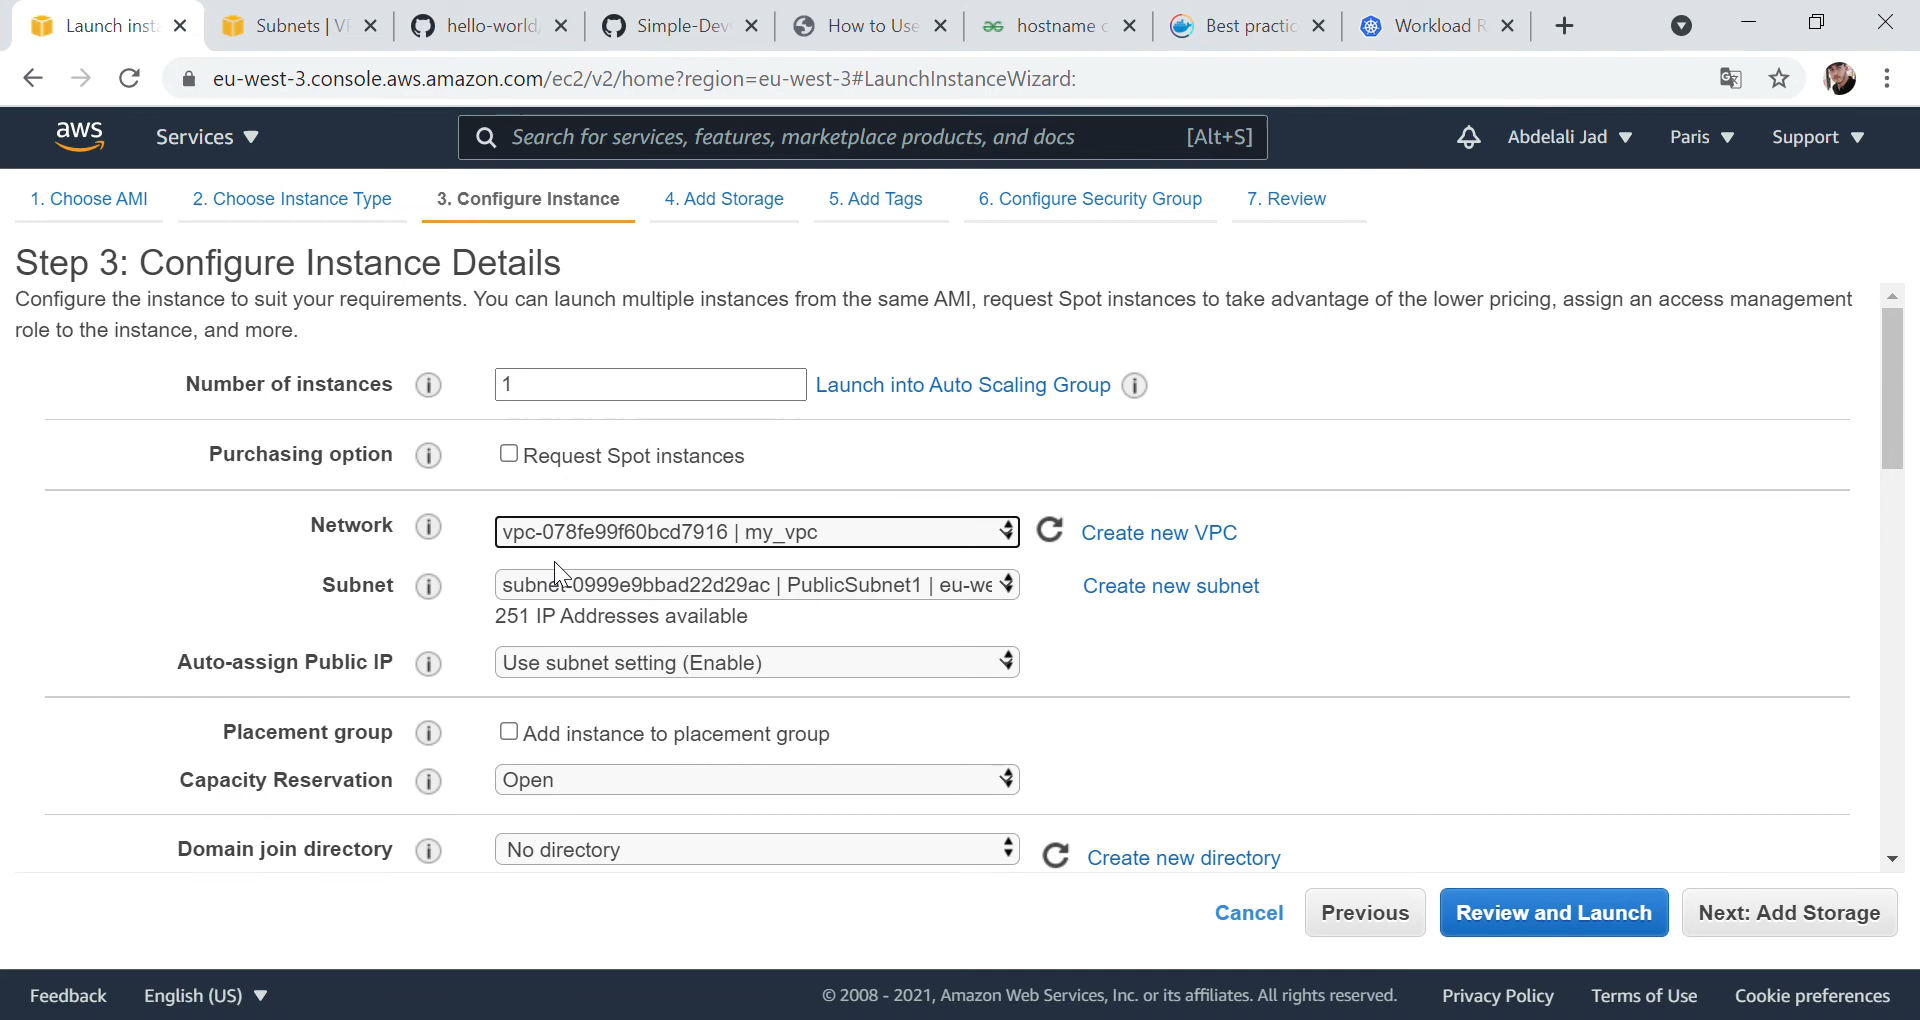 Launch inst
Subnets | V
hello-world,
Simple-Dev
How to Use
hostname c
Best practic
Workload R
eu-west-3.console.aws.amazon.com/ec2/v2/home?region=eu-west-3#LaunchInstanceWizard:
aws
Services
Search for services, features, marketplace products, and docs
[Alt+S]
Abdelali Jad
Paris
Support
1. Choose AMI
2. Choose Instance Type
3. Configure Instance
4. Add Storage
5. Add Tags
6. Configure Security Group
7. Review
Step 3: Configure Instance Details
Configure the instance to suit your requirements. You can launch multiple instances from the same AMI, request Spot instances to take advantage of the lower pricing, assign an access management
role to the instance, and more.
Number of instances
1
Launch into Auto Scaling Group
Purchasing option
Request Spot instances
Network
vpc-078fe99f60bcd7916 | my_vpc
Create new VPC
Subnet
subnet-0999e9bbad22d29ac | PublicSubnet1 | eu-we
Create new subnet
251 IP Addresses available
Auto-assign Public IP
Use subnet setting (Enable)
Placement group
Add instance to placement group
Capacity Reservation
Open
Domain join directory
No directory
Create new directory
Cancel
Previous
Review and Launch
Next: Add Storage
Feedback
English (US)
© 2008 - 2021, Amazon Web Services, Inc. or its affiliates. All rights reserved.
Privacy Policy
Terms of Use
Cookie preferences